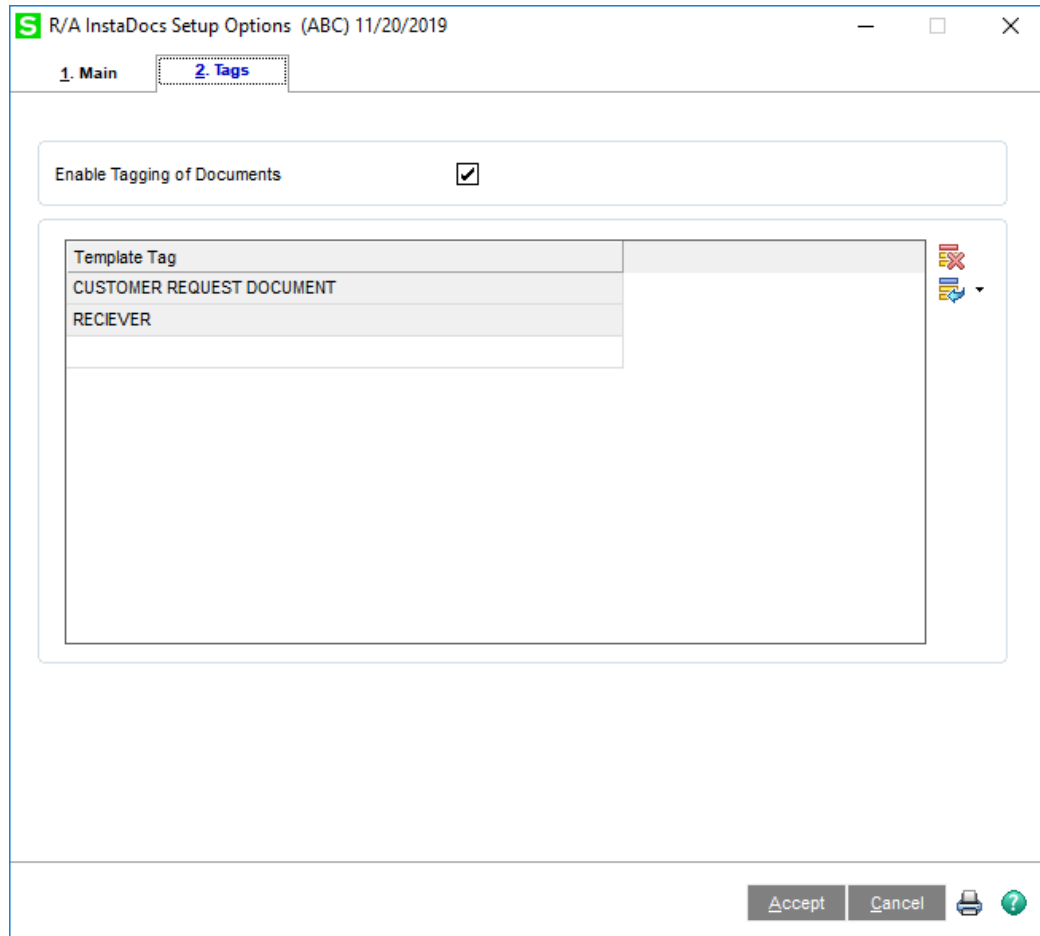 S R/A InstaDocs Setup Options (ABC) 11/20/2019
1. Main 2. Tags
Enable Tagging of Documents
Template Tag
CUSTOMER REQUEST DOCUMENT
RECIEVER
Accept Cancel ?